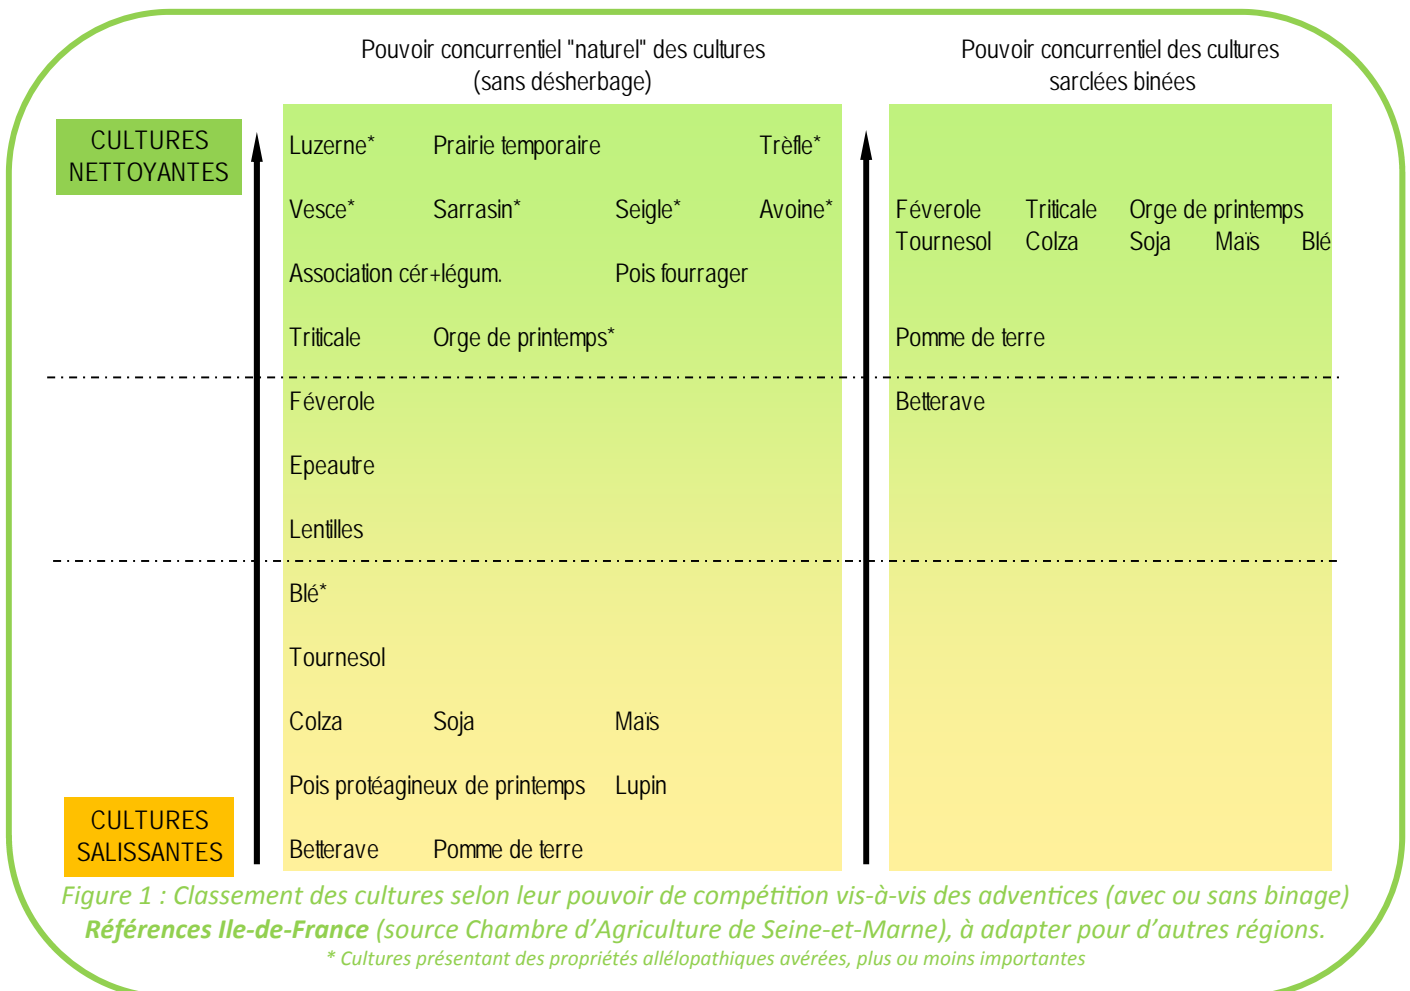 Pouvoir concurrentiel "naturel" des cultures
(sans désherbage)
Pouvoir concurrentiel des cultures
sarclées binées
CULTURES
NETTOYANTES
Luzerne* Prairie temporaire Trèfle*
Vesce* Sarrasin* Seigle* Avoine*
Association cér+légum. Pois fourrager
Triticale Orge de printemps*
Féverole
Epeautre
Lentilles
Blé*
Tournesol
Colza Soja Maïs
Pois protéagineux de printemps Lupin
Betterave Pomme de terre
Féverole Triticale Orge de printemps
Tournesol Colza Soja Maïs Blé
Pomme de terre
Betterave
CULTURES
SALISSANTES
Figure 1 : Classement des cultures selon leur pouvoir de compétition vis-à-vis des adventices (avec ou sans binage)
Références Ile-de-France (source Chambre d'Agriculture de Seine-et-Marne), à adapter pour d'autres régions.
* Cultures présentant des propriétés allélopathiques avérées, plus ou moins importantes